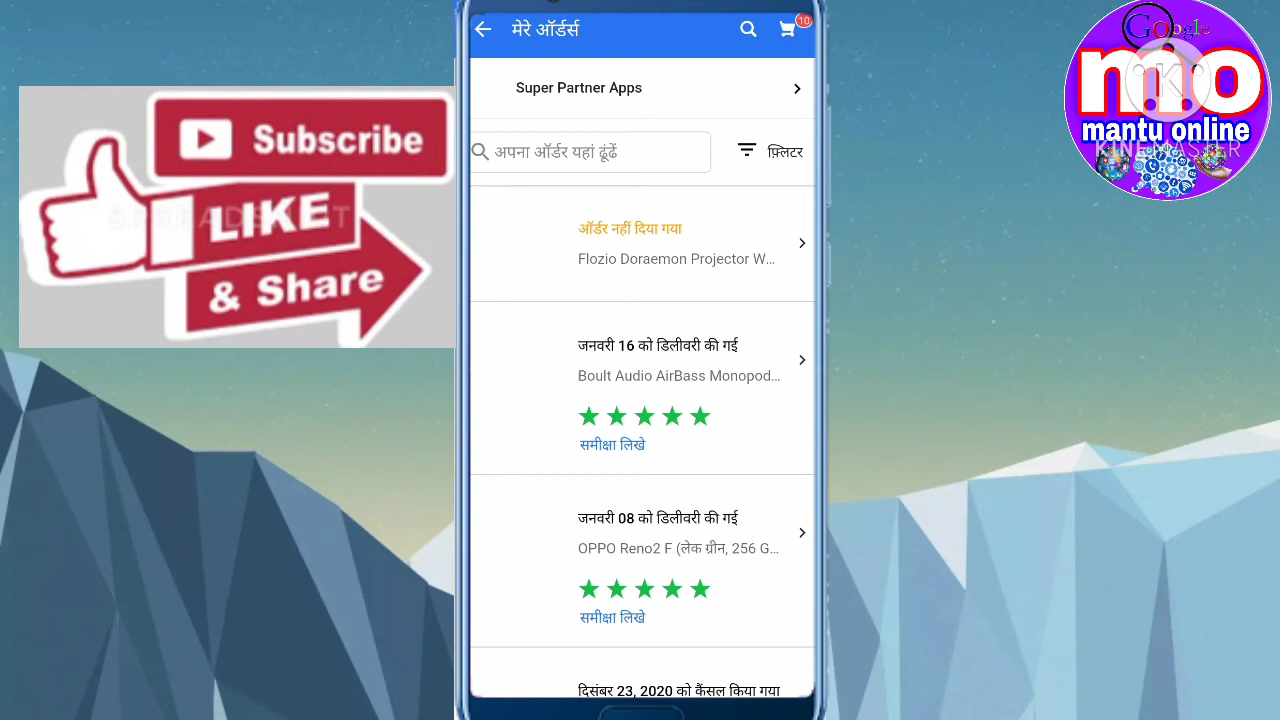 Subscribe
LIKE
& Share
मेरे ऑर्डर्स
10
Super Partner Apps
अपना ऑर्डर यहां ढूंढें
फ़िल्टर
ऑर्डर नहीं दिया गया
Flozio Doraemon Projector W...
जनवरी 16 को डिलीवरी की गई
Boult Audio AirBass Monopod...
समीक्षा लिखे
जनवरी 08 को डिलीवरी की गई
OPPO Reno2 F (लेक ग्रीन, 256 G...
समीक्षा लिखे
दिसंबर 23, 2020 को कैंसल किया गया
Google
mo
K
mantu online
KINEMASTER